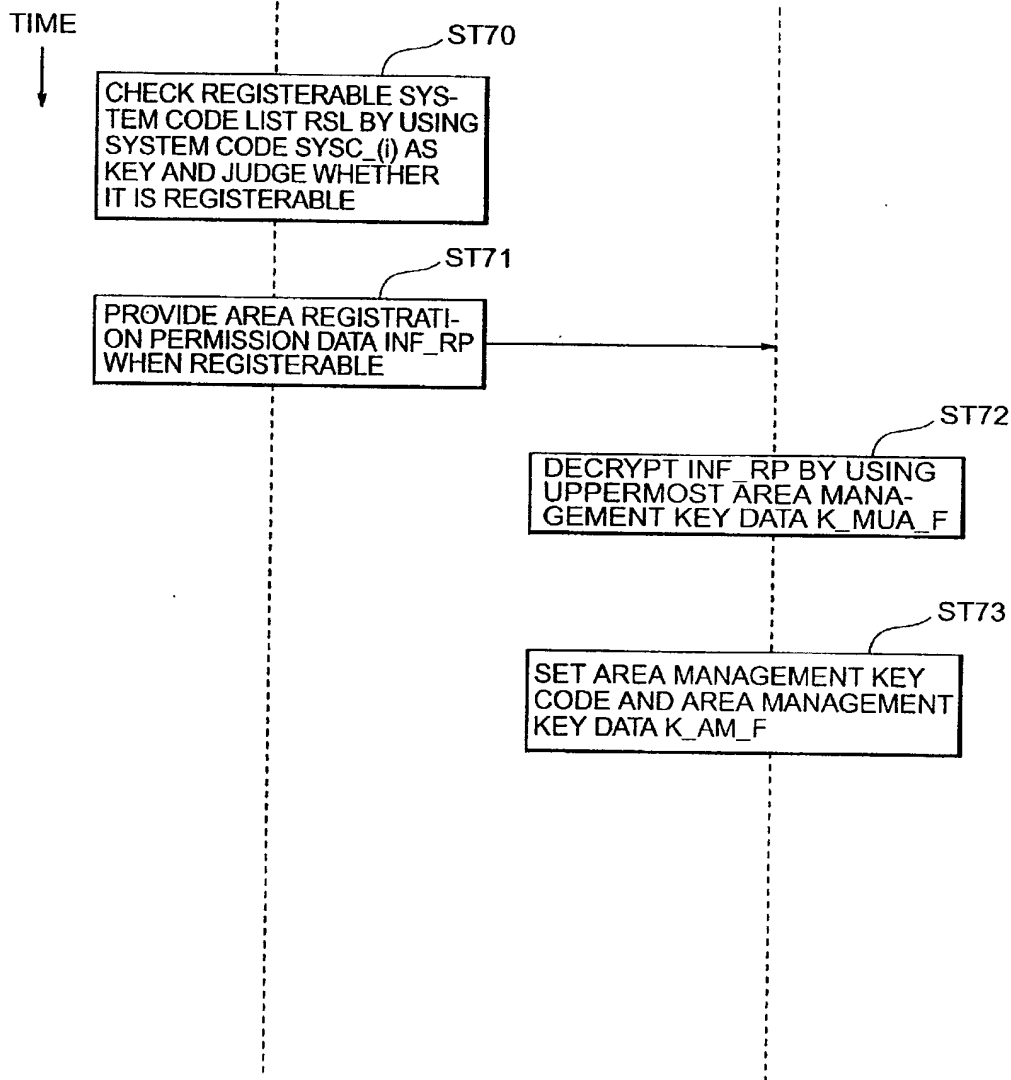 TIME
ST70
CHECK REGISTERABLE SYS-
TEM CODE LIST RSL BY USING
SYSTEM CODE SYSC_(i) AS
KEY AND JUDGE WHETHER
IT IS REGISTERABLE
ST71
PROVIDE AREA REGISTRATI-
ON PERMISSION DATA INF_RP
WHEN REGISTERABLE
ST72
DECRYPT INF_RP BY USING
UPPERMOST AREA MANA-
GEMENT KEY DATA K_MUA_F
ST73
SET AREA MANAGEMENT KEY
CODE AND AREA MANAGEMENT
KEY DATA K_AM_F